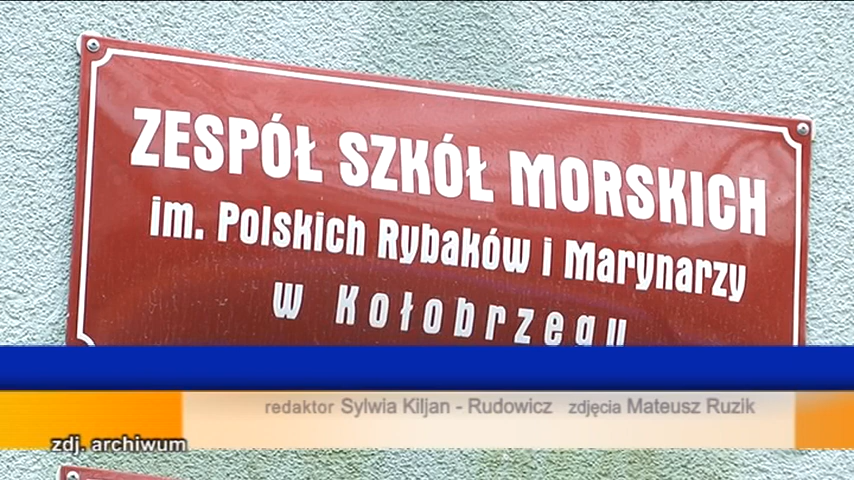 ZESPÓŁ SZKÓŁ MORSKICH
im. Polskich Rybaków i Marynarzy
w Kołobrzegu
redaktor Sylwia Kiljan - Rudowicz zdjęcia Mateusz Ruzik
zdj. archiwum